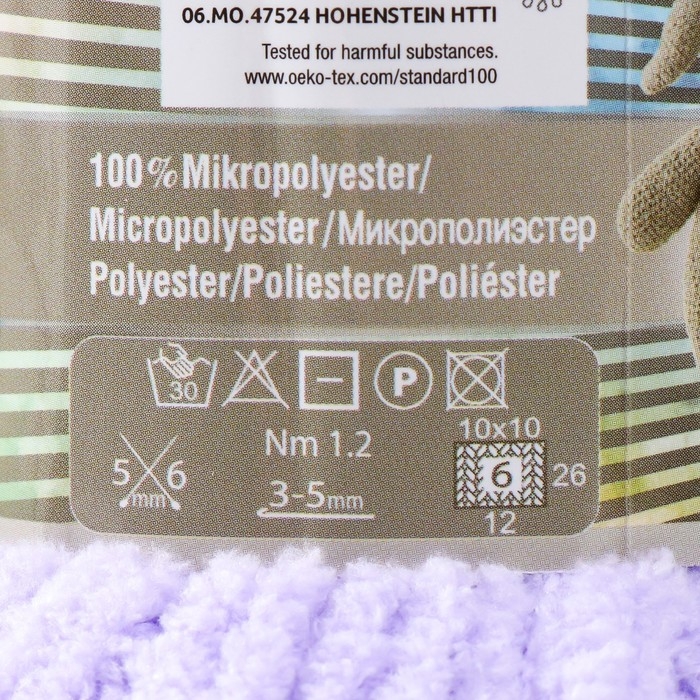 06.MO.47524 HOHENSTEIN HTTI
Tested for harmful substances.
www.oeko-tex.com/standard100
100% Mikropolyester/
Micropolyester/Микрополиэстер
Polyester/Poliestere/Poliéster
30 P
Nm 1.2
10x10
5 6
mm
6 26
3-5mm
12